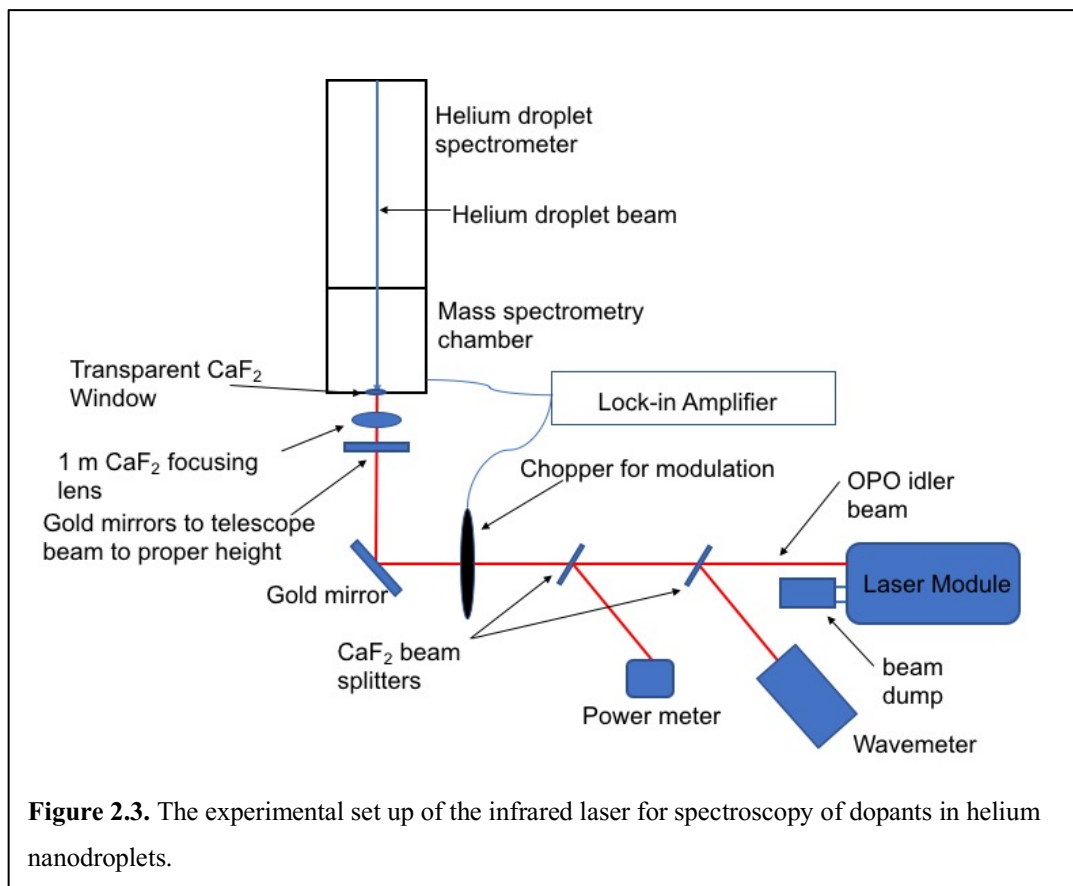 Helium droplet
spectrometer
Helium droplet beam
Mass spectrometry
chamber
Transparent CaF₂
Window
Lock-in Amplifier
1 m CaF₂ focusing
lens
Chopper for modulation
OPO idler
beam
Gold mirrors to telescope
beam to proper height
Laser Module
Gold mirror
CaF₂ beam
splitters
beam
dump
Power meter
Wavemeter
Figure 2.3. The experimental set up of the infrared laser for spectroscopy of dopants in helium
nanodroplets.